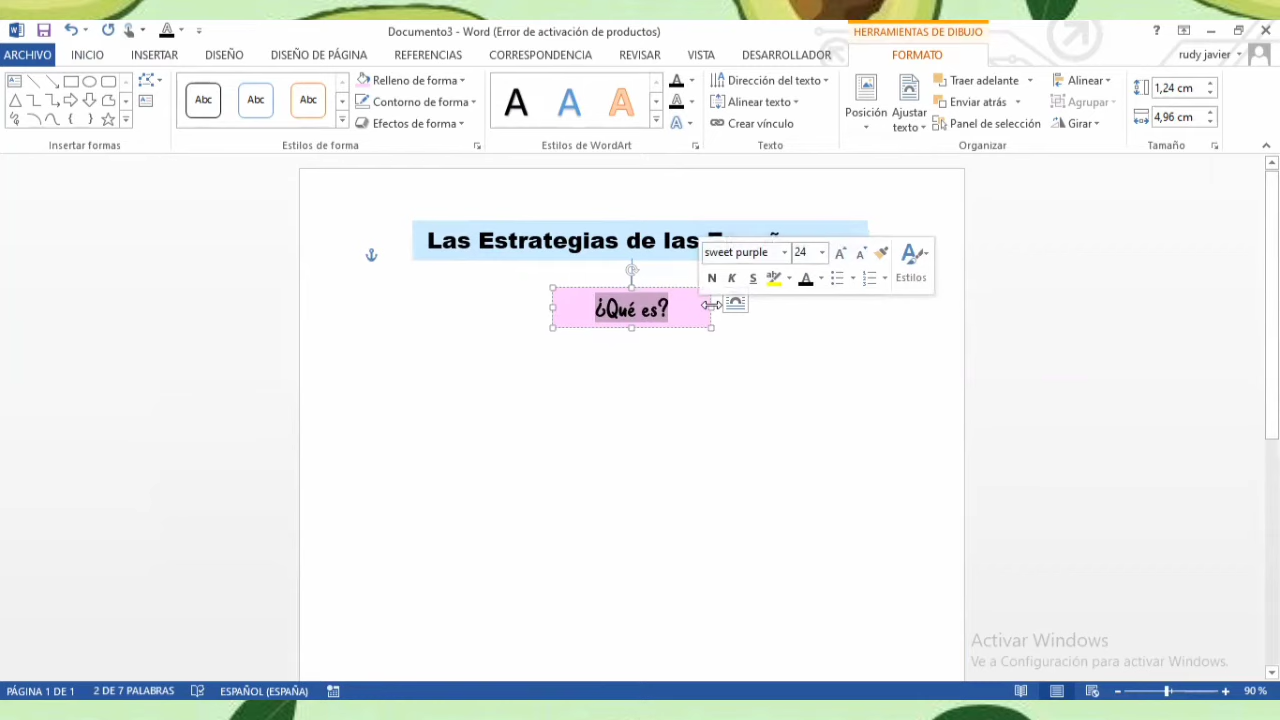 Documento3 - Word (Error de activación de productos)
HERRAMIENTAS DE DIBUJO
?
ARCHIVO INICIO INSERTAR DISEÑO DISEÑO DE PÁGINA REFERENCIAS CORRESPONDENCIA REVISAR VISTA DESARROLLADOR FORMATO rudy javier
Abc Abc Abc
Relleno de forma
Contorno de forma
Efectos de forma
A A A
Dirección del texto
Alinear texto
Crear vínculo
Posición
Ajustar texto
Traer adelante
Enviar atrás
Panel de selección
Alinear
Agrupar
Girar
1,24 cm
4,96 cm
Insertar formas Estilos de forma Estilos de WordArt Texto Organizar Tamaño
Las Estrategias de las
sweet purple 24
N K S Estilos
¿Qué es?
Activar Windows
Ve a Configuración para activar Windows.
PÁGINA 1 DE 1 2 DE 7 PALABRAS ESPAÑOL (ESPAÑA) 90 %